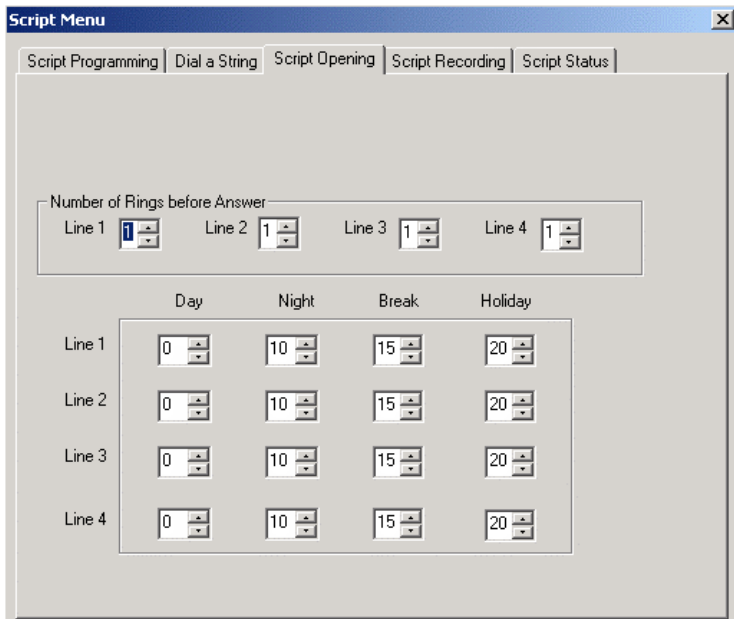 Script Menu
Script Programming Dial a String Script Opening Script Recording Script Status
Number of Rings before Answer
Line 1 1 Line 2 1 Line 3 1 Line 4 1
Day Night Break Holiday
Line 1 0 10 15 20
Line 2 0 10 15 20
Line 3 0 10 15 20
Line 4 0 10 15 20